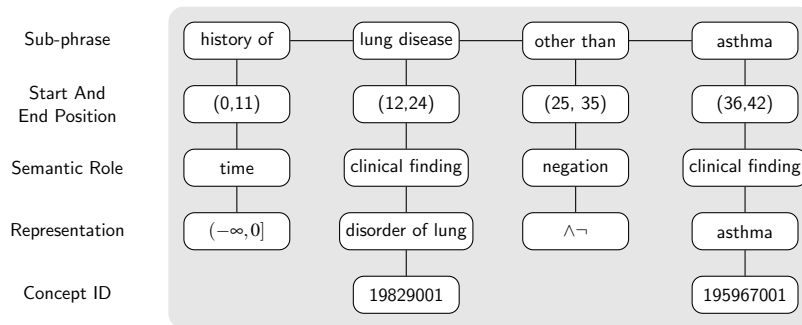 Sub-phrase history of lung disease other than asthma
Start And
End Position (0,11) (12,24) (25, 35) (36,42)
Semantic Role time clinical finding negation clinical finding
Representation (−∞, 0] disorder of lung ∧¬ asthma
Concept ID 19829001 195967001